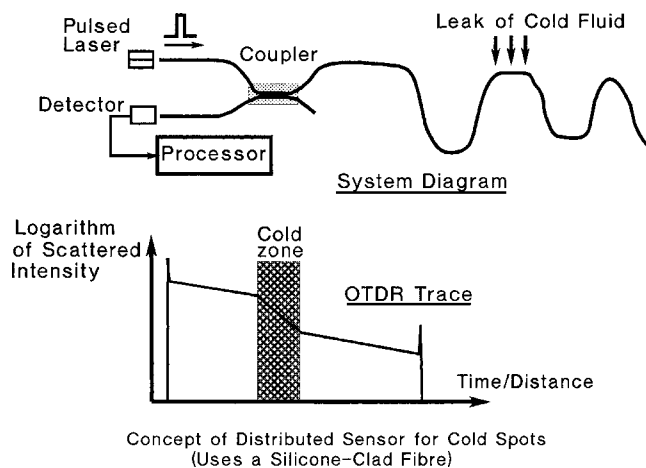 Pulsed
Laser
Coupler
Leak of Cold Fluid
Detector
Processor
System Diagram
Logarithm
of Scattered
Intensity
Cold
zone
OTDR Trace
Time/Distance
Concept of Distributed Sensor for Cold Spots
(Uses a Silicone-Clad Fibre)